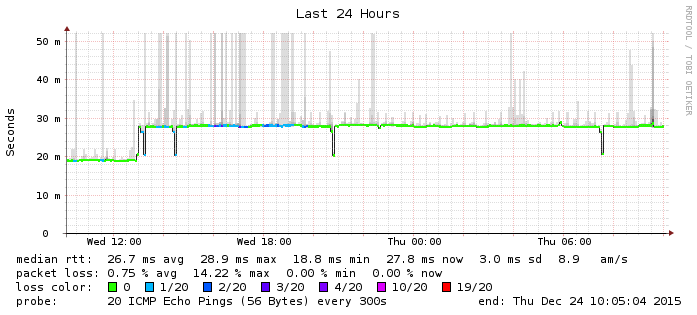 Last 24 Hours
RRDTOOL / TOBI OETIKER
Seconds
50 m
40 m
30 m
20 m
10 m
0
Wed 12:00 Wed 18:00 Thu 00:00 Thu 06:00
median rtt: 26.7 ms avg 28.9 ms max 18.8 ms min 27.8 ms now 3.0 ms sd 8.9 am/s
packet loss: 0.75 % avg 14.22 % max 0.00 % min 0.00 % now
loss color: 0 1/20 2/20 3/20 4/20 10/20 19/20
probe: 20 ICMP Echo Pings (56 Bytes) every 300s end: Thu Dec 24 10:05:04 2015